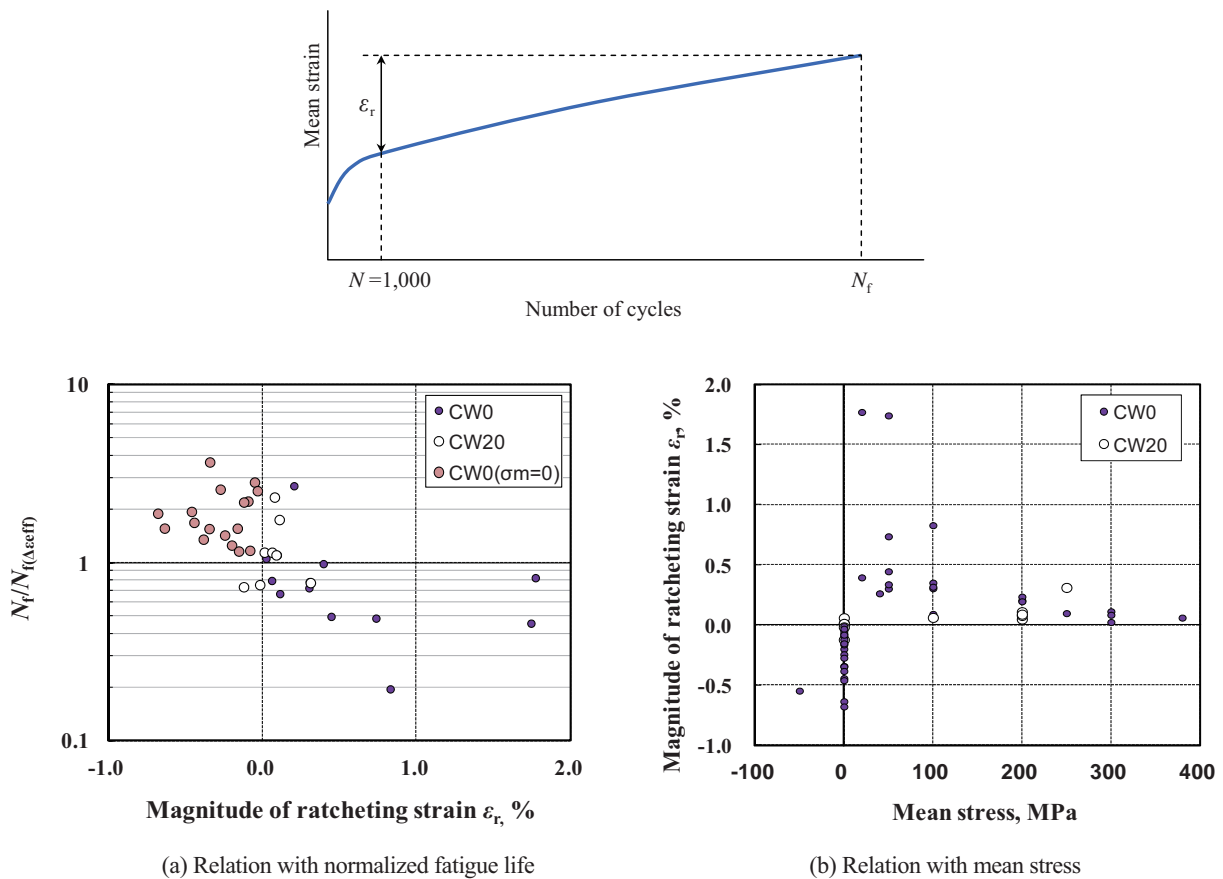 Mean strain
εr
N =1,000
Nf
Number of cycles
10
1
0.1
Nf/Nf(Δεeff)
CW0
CW20
CW0(σm=0)
-1.0
0.0
1.0
2.0
Magnitude of ratcheting strain εr, %
(a) Relation with normalized fatigue life
2.0
1.5
1.0
0.5
0.0
-0.5
-1.0
Magnitude of ratcheting strain εr, %
CW0
CW20
-100
0
100
200
300
400
Mean stress, MPa
(b) Relation with mean stress